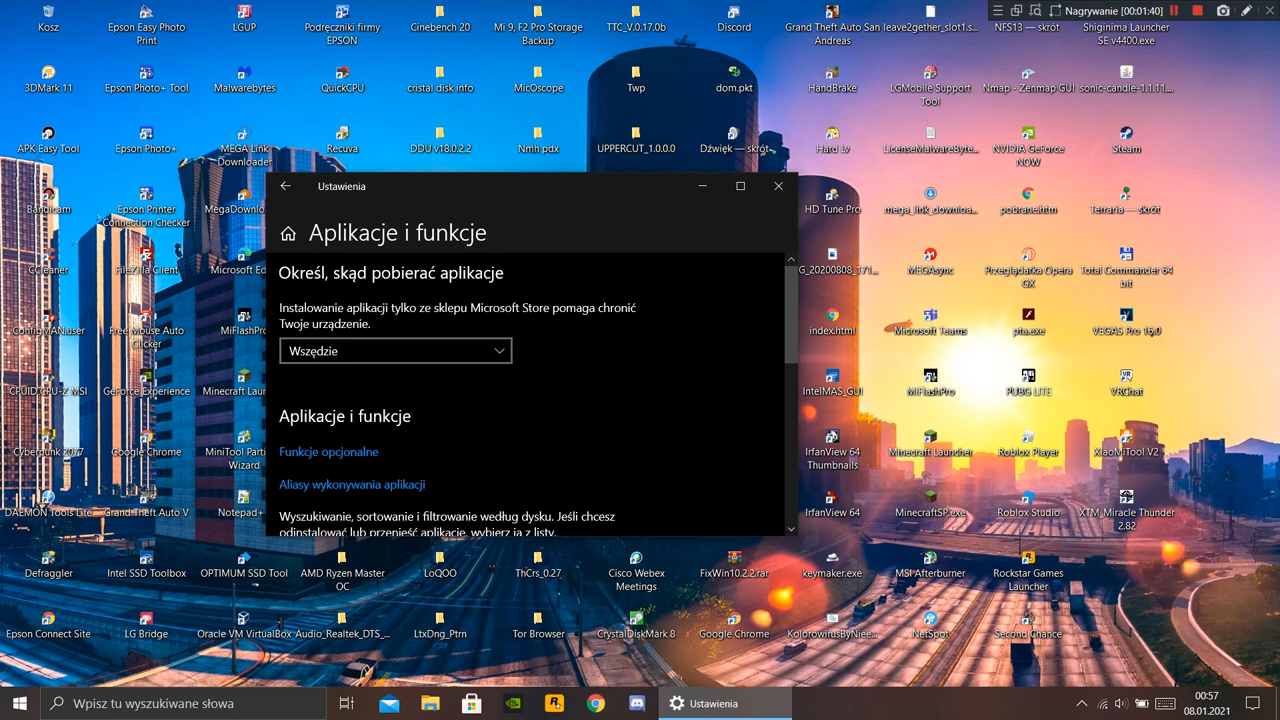 Nagrywanie [00:01:40]
Kosz
Epson Easy Photo
Print
LGUP
Podręczniki firmy
EPSON
Cinebench 20
Mi 9, F2 Pro Storage
Backup
TTC_V.0.17.0b
Discord
Grand Theft Auto San
Andreas
leave2gether_slot1.s...
NFS13 — skrót
Shiginima Launcher
SE v4400.exe
3DMark 11
Epson Photo+ Tool
Malwarebytes
QuickCPU
cristal disk info
MicOscope
Twp
dom.pkt
HandBrake
LGMobile Support
Tool
Nmap - Zenmap GUI
sonic-candle-1.1.11....
APK Easy Tool
Epson Photo+
MEGA Link
Downloader
Recuva
DDU v18.0.2.2
Nmh pdx
UPPERCUT_1.0.0.0
Dźwięk — skrót
Hard Lv
LicenseMalwareByte...
NVIDIA GeForce
NOW
Steam
Bandicam
Epson Printer
Connection Checker
MegaDownlo
HD Tune Pro
mega_link_downloa...
pobrane.htm
Terraria — skrót
CCleaner
FileZilla Client
Microsoft Ed
G_20200808_171...
MEGAsync
Przeglądarka Opera
GX
Total Commander 64
bit
ConfigMAN.user
Free Mouse Auto
Clicker
MiFlashPro
index.html
Microsoft Teams
pta.exe
VEGAS Pro 16.0
CPUID CPU-Z MSI
GeForce Experience
Minecraft Laun
IntelMAS_GUI
MiFlashPro
PUBG LITE
VRChat
Cyberpunk 2077
Google Chrome
MiniTool Parti
Wizard
IrfanView 64
Thumbnails
Minecraft Launcher
Roblox Player
XiaoMiTool V2
DAEMON Tools Lite
Grand Theft Auto V
Notepad+
IrfanView 64
MinecraftSP.exe
Roblox Studio
XTM-Miracle Thunder
2.82
Ustawienia
Aplikacje i funkcje
Określ, skąd pobierać aplikacje
Instalowanie aplikacji tylko ze sklepu Microsoft Store pomaga chronić
Twoje urządzenie.
Wszędzie
Aplikacje i funkcje
Funkcje opcjonalne
Aliasy wykonywania aplikacji
Wyszukiwanie, sortowanie i filtrowanie według dysku. Jeśli chcesz
odinstalować lub przenieść aplikację, wybierz ją z listy.
Defraggler
Intel SSD Toolbox
OPTIMUM SSD Tool
AMD Ryzen Master
OC
LoQOO
ThCrs_0.27
Cisco Webex
Meetings
FixWin10.2.2.rar
keymaker.exe
MSI Afterburner
Rockstar Games
Launcher
Epson Connect Site
LG Bridge
Oracle VM VirtualBox
Audio_Realtek_DTS_...
LtxDng_Ptrn
Tor Browser
CrystalDiskMark 8
Google Chrome
KolorowirusByNiee...
NetSpot
Second Chance
Wpisz tu wyszukiwane słowa
Ustawienia
00:57
08.01.2021